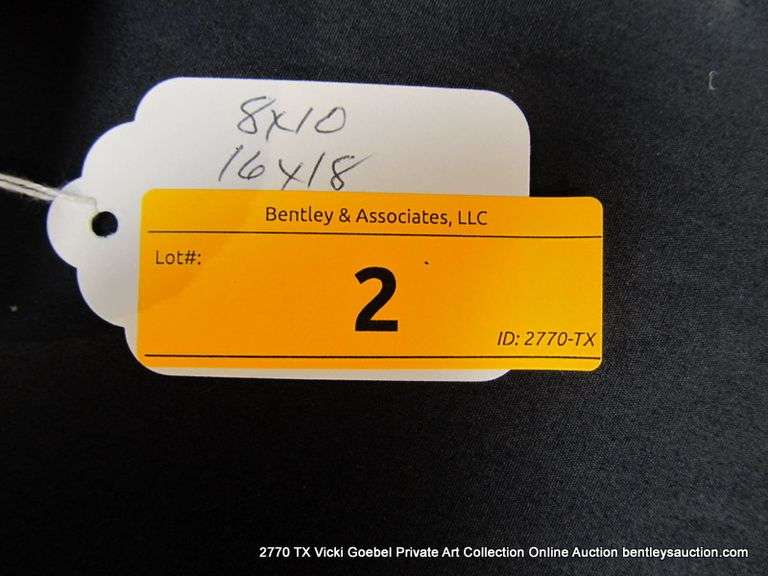 8x10
16x18
Bentley & Associates, LLC
Lot#:
2
ID: 2770-TX
2770 TX Vicki Goebel Private Art Collection Online Auction bentleysauction.com